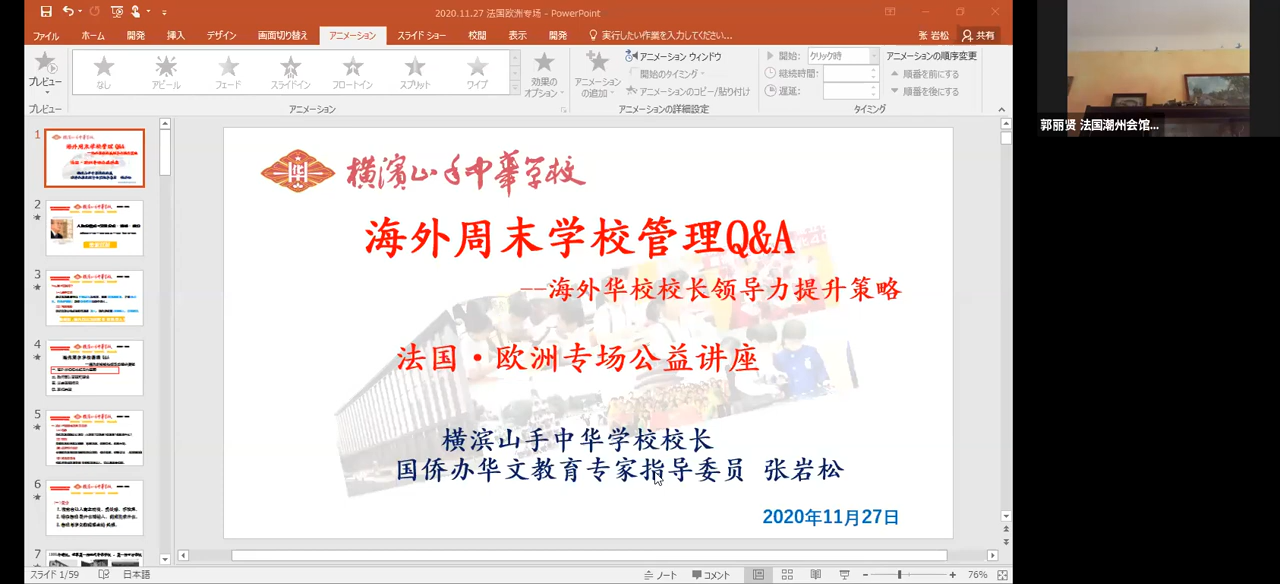 2020.11.27 法国欧洲专场 - PowerPoint
ファイル ホーム 開発 挿入 デザイン 画面切り替え アニメーション スライド ショー 校閲 表示 開発 実行したい作業を入力してください... 张 岩松 共有
プレビュー
なし アピール フェード スライドイン フロートイン スプリット ワイプ
効果の オプション
アニメーション の追加
アニメーション ウィンドウ
開始のタイミング
アニメーションのコピー/貼り付け
開始: クリック時
継続時間:
遅延:
アニメーションの順序変更
順番を前にする
順番を後にする
プレビュー アニメーション アニメーションの詳細設定 タイミング
郭丽贤 法国潮州会馆...
1
2
3
4
5
6
7
华
横滨山手中華学校
海外周末学校管理Q&A
--海外华校校长领导力提升策略
法国·欧洲专场公益讲座
横滨山手中华学校校长
国侨办华文教育专家指导委员 张岩松
2020年11月27日
スライド 1/59 日本語 ノート コメント 76%